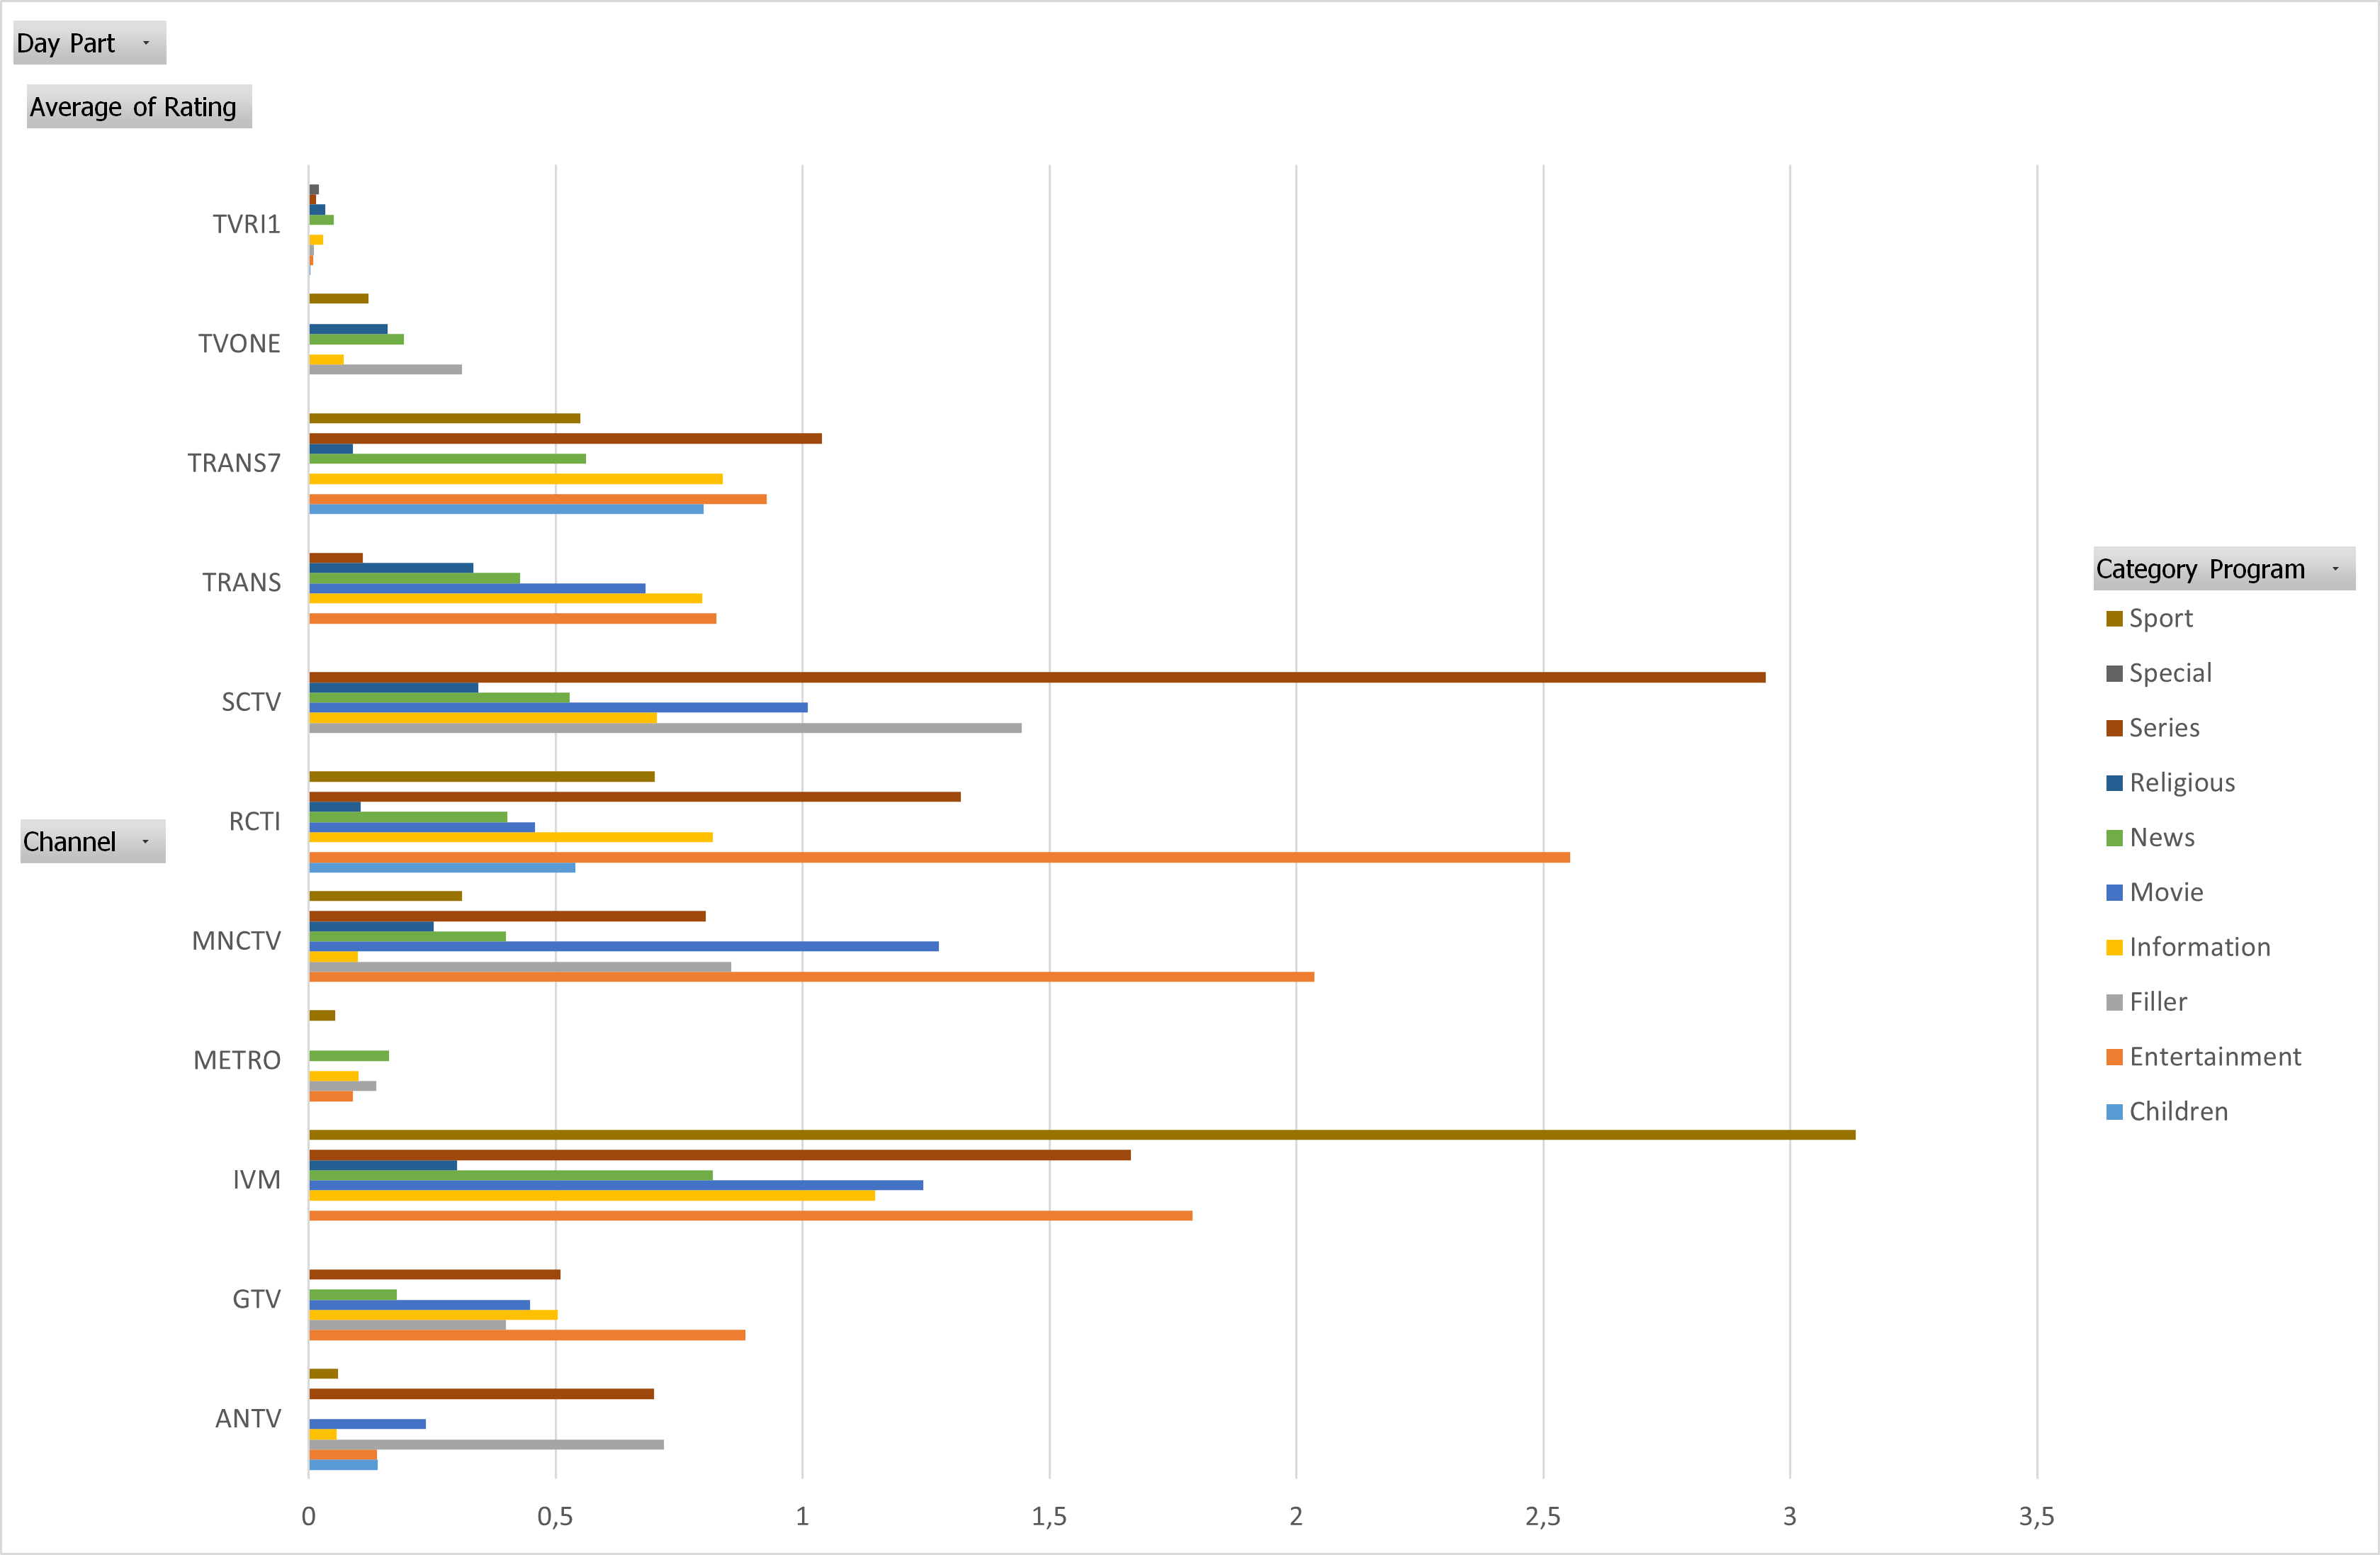 Day Part
Average of Rating
TVRI1
TVONE
TRANS7
TRANS
SCTV
RCTI
MNCTV
METRO
IVM
GTV
ANTV
Channel
0 0,5 1 1,5 2 2,5 3 3,5
Category Program
Sport
Special
Series
Religious
News
Movie
Information
Filler
Entertainment
Children